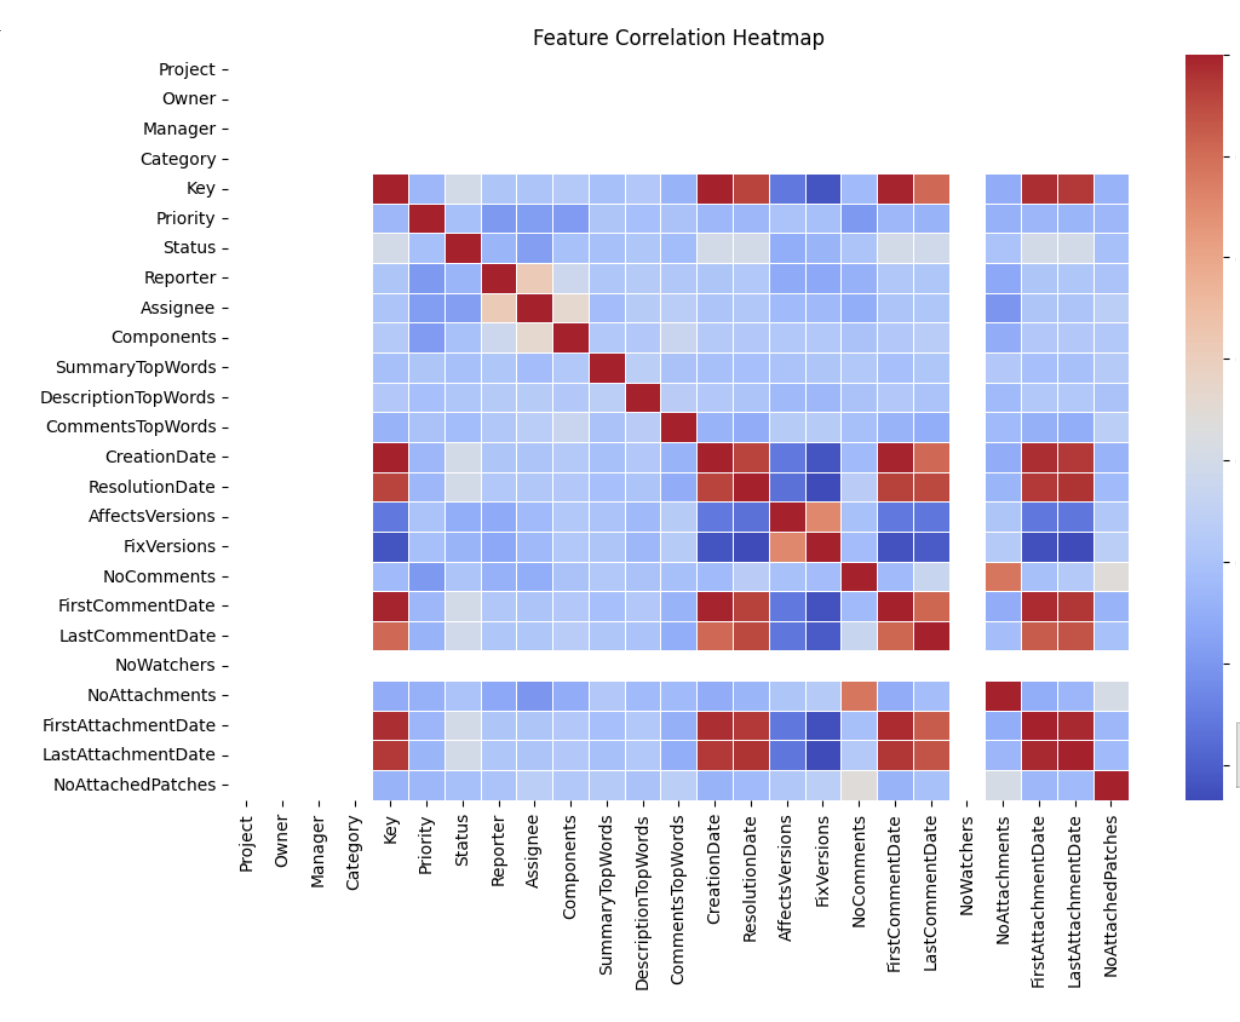 Feature Correlation Heatmap
Project
Owner
Manager
Category
Key
Priority
Status
Reporter
Assignee
Components
SummaryTopWords
DescriptionTopWords
CommentsTopWords
CreationDate
ResolutionDate
AffectsVersions
FixVersions
NoComments
FirstCommentDate
LastCommentDate
NoWatchers
NoAttachments
FirstAttachmentDate
LastAttachmentDate
NoAttachedPatches
Project
Owner
Manager
Category
Key
Priority
Status
Reporter
Assignee
Components
SummaryTopWords
DescriptionTopWords
CommentsTopWords
CreationDate
ResolutionDate
AffectsVersions
FixVersions
NoComments
FirstCommentDate
LastCommentDate
NoWatchers
NoAttachments
FirstAttachmentDate
LastAttachmentDate
NoAttachedPatches